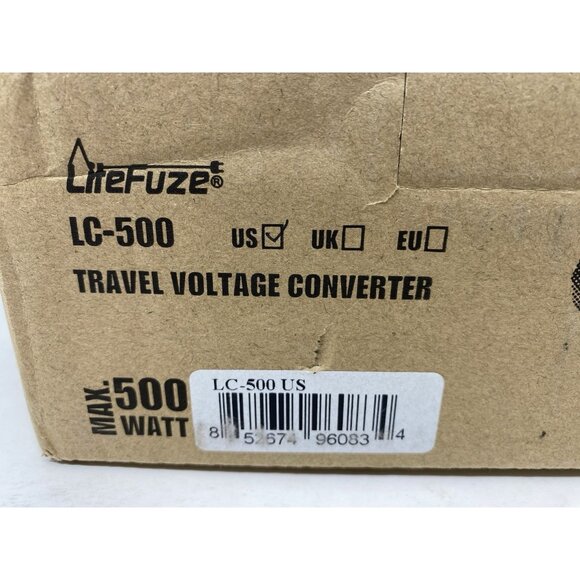 LiteFuze®
LC-500 US☑ UK☐ EU☐
TRAVEL VOLTAGE CONVERTER
MAX. 500 WATT
LC-500 US
8 52674 96083 4